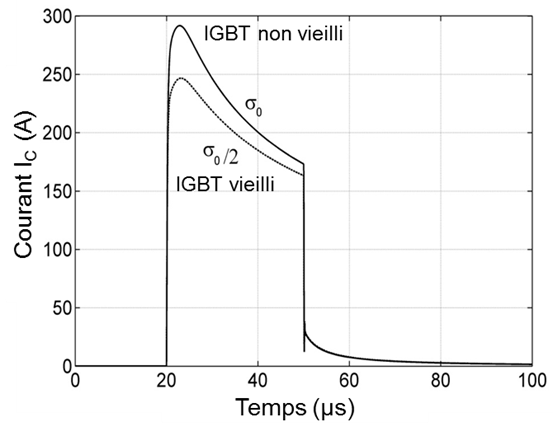 300
250
200
150
100
50
0
Courant I_C (A)
IGBT non vieilli
σ₀
σ₀/2
IGBT vieilli
0 20 40 60 80 100
Temps (µs)